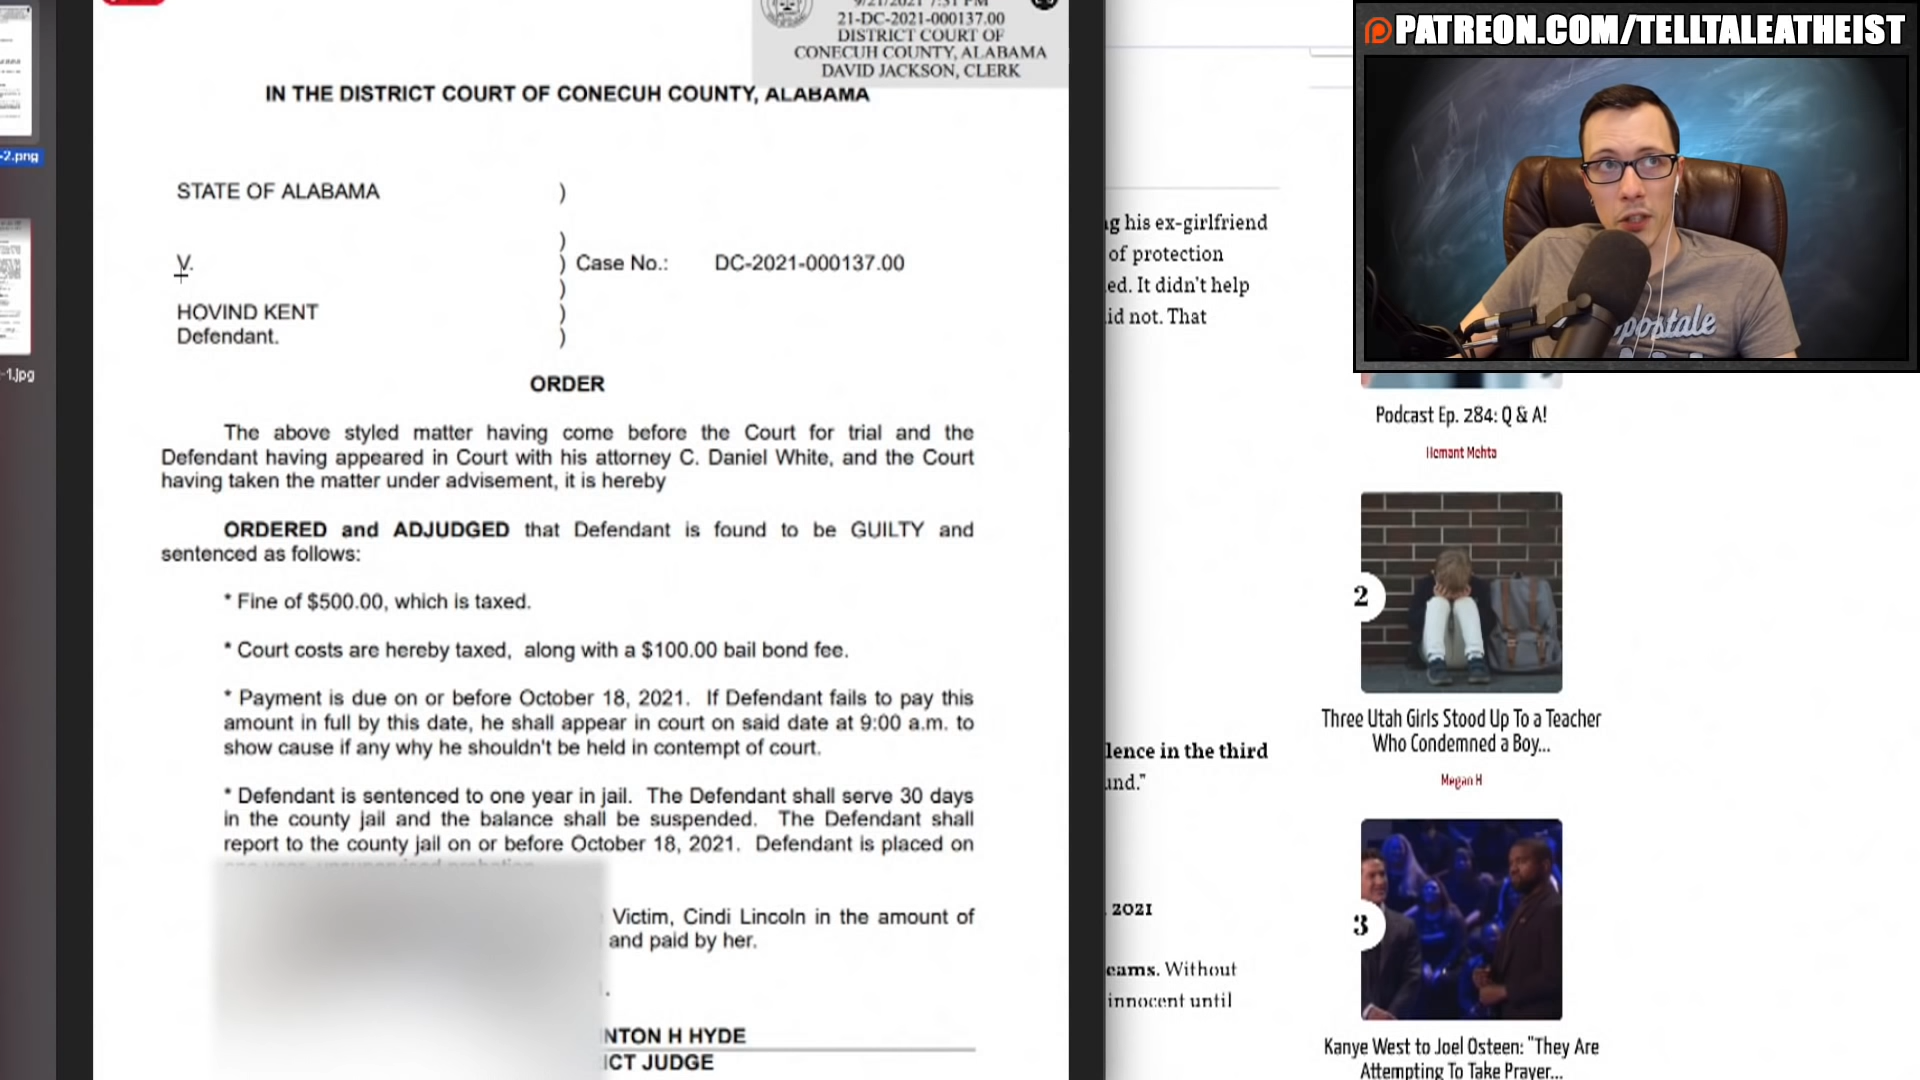 9/21/2021 7:31 PM
21-DC-2021-000137.00
DISTRICT COURT OF
CONECUH COUNTY, ALABAMA
DAVID JACKSON, CLERK
IN THE DISTRICT COURT OF CONECUH COUNTY, ALABAMA
STATE OF ALABAMA )
)
V. ) Case No.: DC-2021-000137.00
)
HOVIND KENT )
Defendant. )
ORDER
The above styled matter having come before the Court for trial and the
Defendant having appeared in Court with his attorney C. Daniel White, and the Court
having taken the matter under advisement, it is hereby
ORDERED and ADJUDGED that Defendant is found to be GUILTY and
sentenced as follows:
* Fine of $500.00, which is taxed.
* Court costs are hereby taxed, along with a $100.00 bail bond fee.
* Payment is due on or before October 18, 2021. If Defendant fails to pay this
amount in full by this date, he shall appear in court on said date at 9:00 a.m. to
show cause if any why he shouldn't be held in contempt of court.
* Defendant is sentenced to one year in jail. The Defendant shall serve 30 days
in the county jail and the balance shall be suspended. The Defendant shall
report to the county jail on or before October 18, 2021. Defendant is placed on
Victim, Cindi Lincoln in the amount of
and paid by her.
NTON H HYDE
ICT JUDGE
-2.png
-1.jpg
g his ex-girlfriend
of protection
ed. It didn't help
id not. That
lence in the third
und."
2021
eams. Without
innocent until
PATREON.COM/TELLTALEATHEIST
postale
Podcast Ep. 284: Q & A!
Hemant Mehta
2
Three Utah Girls Stood Up To a Teacher
Who Condemned a Boy...
Megan H
3
Kanye West to Joel Osteen: "They Are
Attempting To Take Prayer...